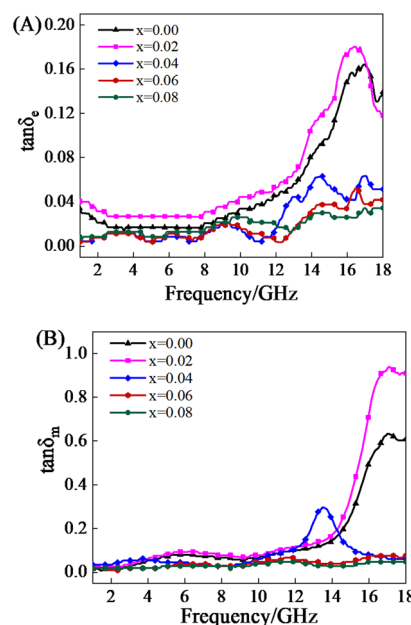 (A)
0.20
0.16
0.12
0.08
0.04
0.00
tanδe
x=0.00
x=0.02
x=0.04
x=0.06
x=0.08
2 4 6 8 10 12 14 16 18
Frequency/GHz
(B)
1.0
0.8
0.6
0.4
0.2
0.0
tanδm
x=0.00
x=0.02
x=0.04
x=0.06
x=0.08
2 4 6 8 10 12 14 16 18
Frequency/GHz